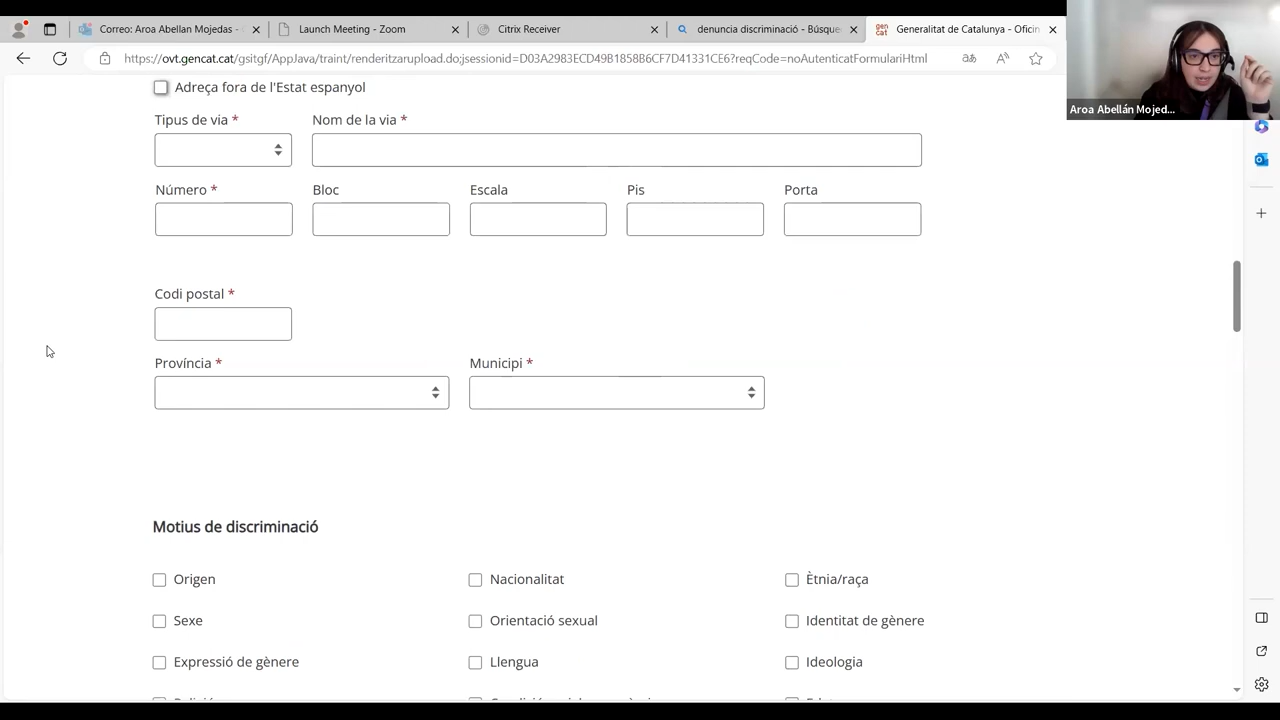 Correo: Aroa Abellan Mojedas -
Launch Meeting - Zoom
Citrix Receiver
denuncia discriminació - Búsque
gen cat
Generalitat de Catalunya - Oficin
https://ovt.gencat.cat/gsitgf/AppJava/traint/renderitzarupload.do;jsessionid=D03A2983ECD49B1858B6CF7D41331CE6?reqCode=noAutenticatFormulariHtml
Aroa Abellán Mojed...
Adreça fora de l'Estat espanyol
Tipus de via * Nom de la via *
Número * Bloc Escala Pis Porta
Codi postal *
Província * Municipi *
Motius de discriminació
Origen Nacionalitat Ètnia/raça
Sexe Orientació sexual Identitat de gènere
Expressió de gènere Llengua Ideologia